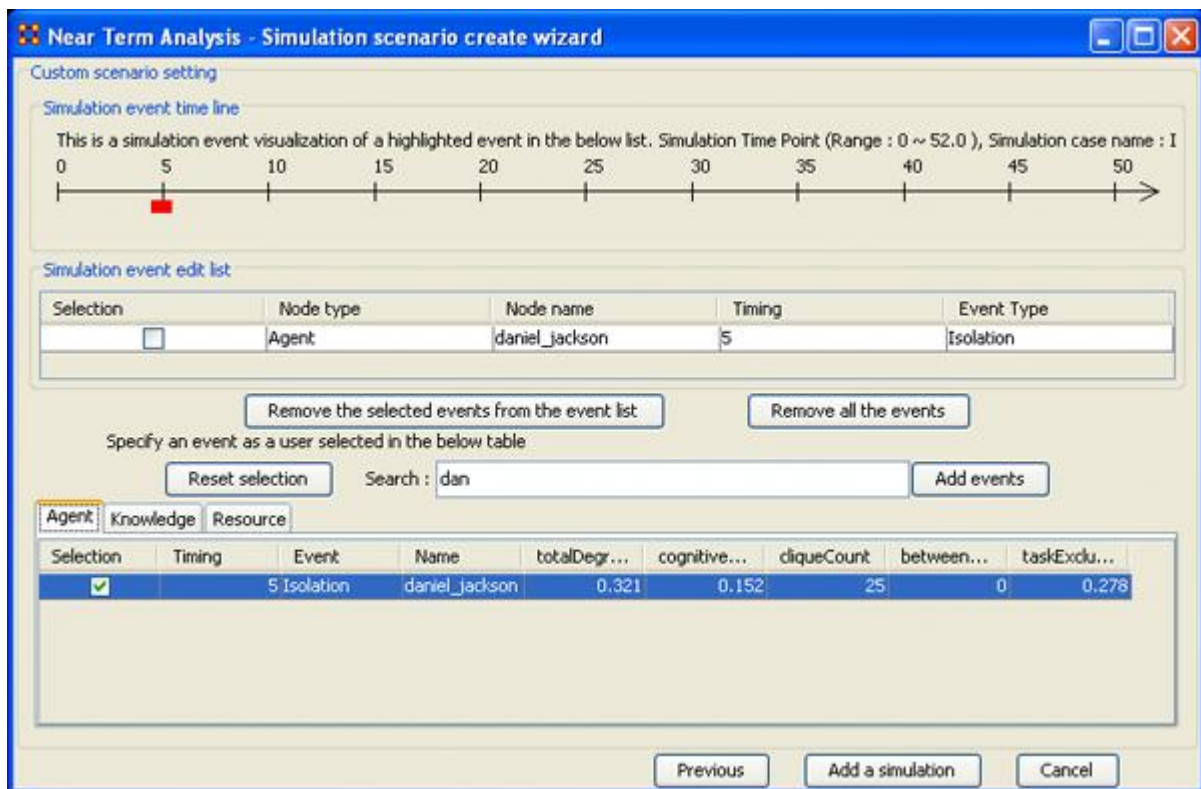 Near Term Analysis - Simulation scenario create wizard
Custom scenario setting
Simulation event time line
This is a simulation event visualization of a highlighted event in the below list. Simulation Time Point (Range : 0 ~ 52.0 ), Simulation case name : I
0 5 10 15 20 25 30 35 40 45 50
Simulation event edit list
Selection Node type Node name Timing Event Type
Agent daniel_jackson 5 Isolation
Remove the selected events from the event list Remove all the events
Specify an event as a user selected in the below table
Reset selection Search : dan Add events
Agent Knowledge Resource
Selection Timing Event Name totalDegr... cognitive... cliqueCount between... taskExclu...
5 Isolation daniel_jackson 0.321 0.152 25 0 0.278
Previous Add a simulation Cancel